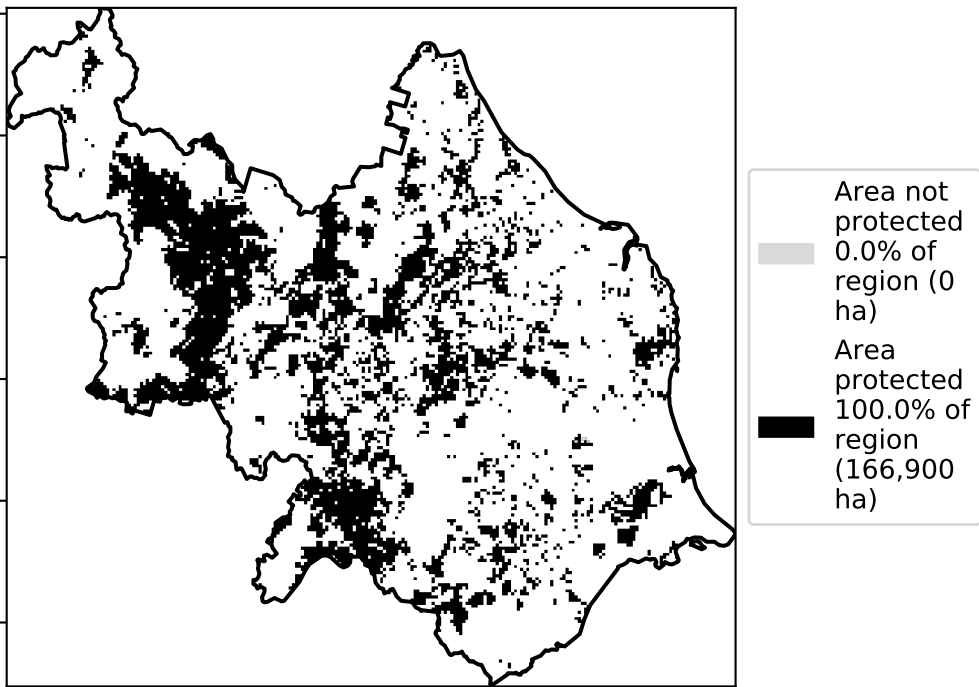 Area not
protected
0.0% of
region (0
ha)
Area
protected
100.0% of
region
(166,900
ha)